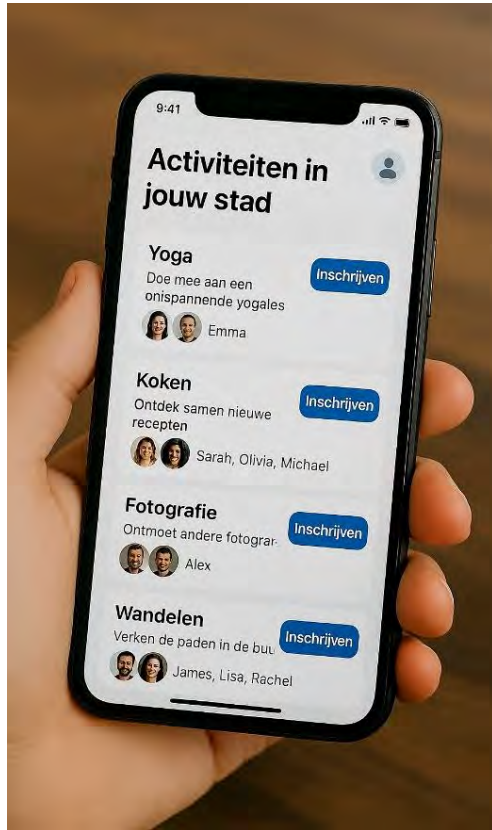 9:41
Activiteiten in
jouw stad
Yoga
Inschrijven
Doe mee aan een
onispannende yogales
Emma
Koken
Inschrijven
Ontdek samen nieuwe
recepten
Sarah, Olivia, Michael
Fotografie
Inschrijven
Ontmoet andere fotograr-
Alex
Wandelen
Inschrijven
Verken de paden in de buu
James, Lisa, Rachel